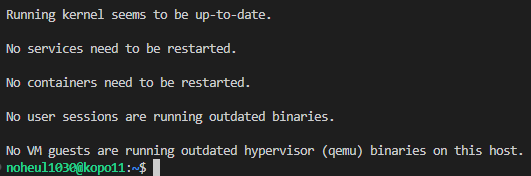 Running kernel seems to be up-to-date.
No services need to be restarted.
No containers need to be restarted.
No user sessions are running outdated binaries.
No VM guests are running outdated hypervisor (qemu) binaries on this host.
noheul1030@kopo11:~$